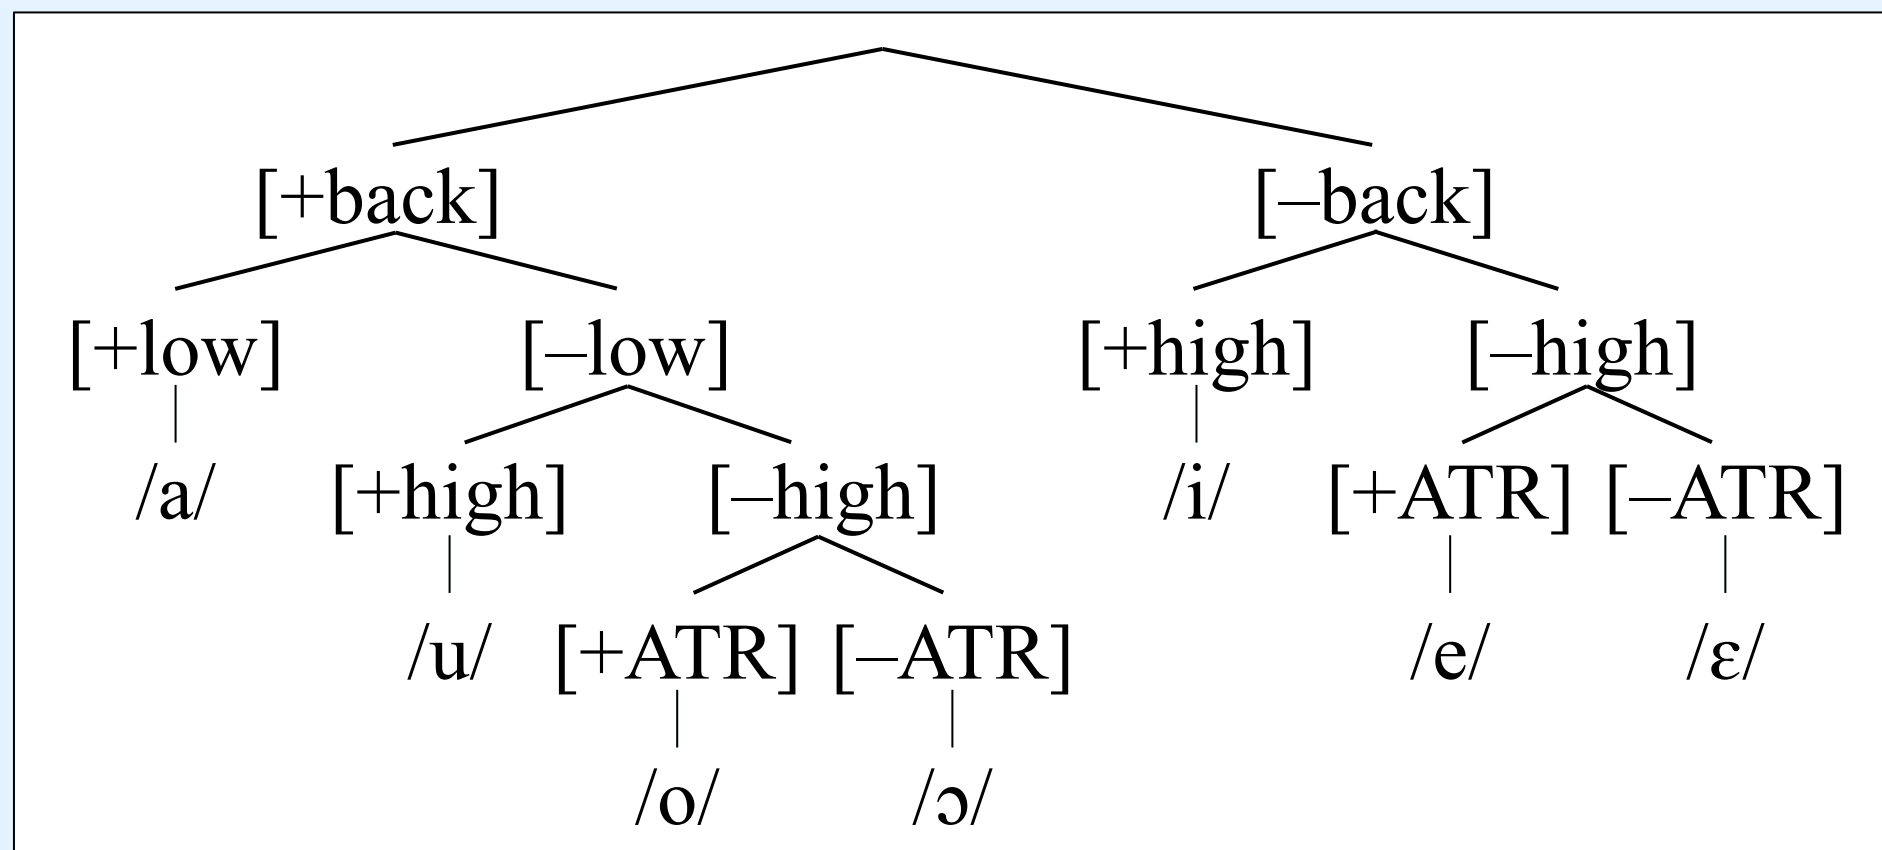 [+back] [–back]
[+low] [–low] [+high] [–high]
/a/ [+high] [–high] /i/ [+ATR] [–ATR]
/u/ [+ATR] [–ATR] /e/ /ɛ/
/o/ /ɔ/